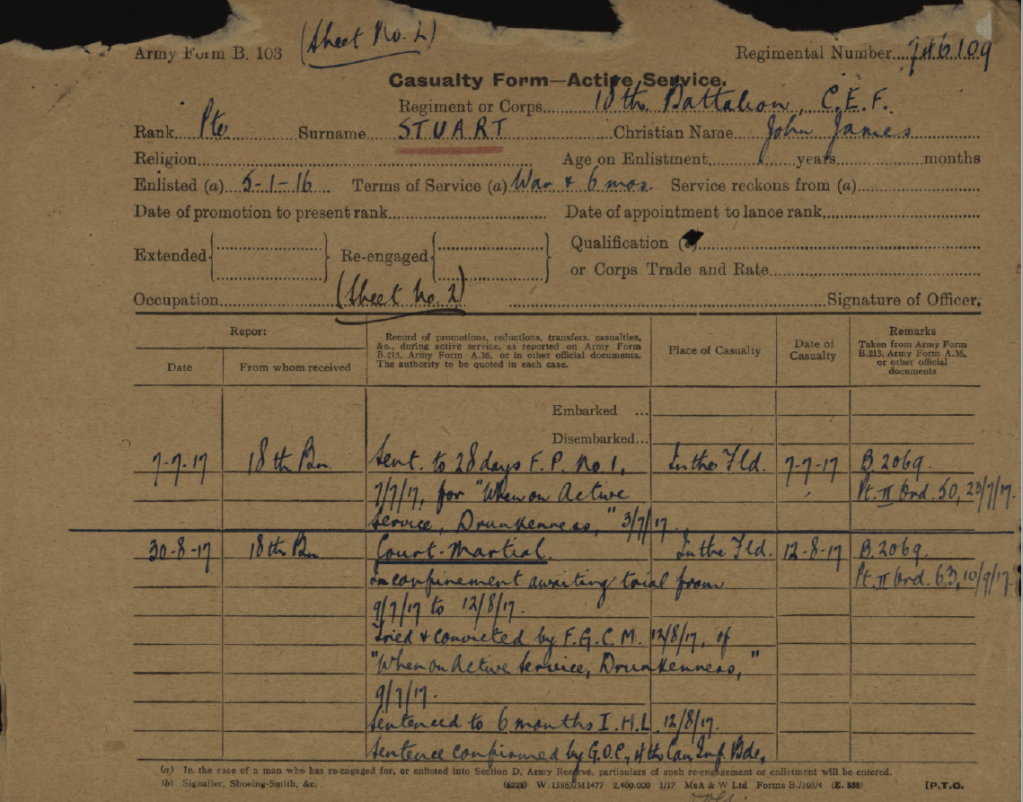 Army Form B. 103 (Sheet No. 2) Regimental Number 746109
Casualty Form—Active Service.
Regiment or Corps 18th Battalion, C.E.F.
Rank Pte Surname STUART Christian Name John James
Religion Age on Enlistment years months
Enlisted (a) 5-1-16 Terms of Service (a) War & 6 mos. Service reckons from (a)
Date of promotion to present rank Date of appointment to lance rank
Extended Re-engaged Qualification
or Corps Trade and Rate
Occupation (Sheet No. 2) Signature of Officer.
Report
Date From whom received
Record of promotions, reductions, transfers, casualties,
&c., during active service, as reported on Army Form
B.213, Army Form A.36, or in other official documents.
The authority to be quoted in each case.
Place of Casualty
Date of
Casualty
Remarks
Taken from Army Form
B.213, Army Form A.36,
or other official
documents
Embarked ...
Disembarked...
7-7-17 18th Bn Sent. to 28 days F.P. No 1, In the Fld. 7-7-17 B.2069.
7/7/17, for "When on Active Pt. II Ord. 50, 23/7/17.
Service, Drunkenness," 3/7/17.
30-8-17 18th Bn Court-Martial. In the Fld. 12-8-17 B.2069.
In confinement awaiting trial from Pt. II Ord. 63, 10/9/17.
9/7/17 to 12/8/17.
Tried & convicted by F.G.C.M. 12/8/17, of
"When on Active Service, Drunkenness,"
9/7/17.
Sentenced to 6 months I.H.L. 12/8/17.
Sentence confirmed by G.O.C, 4th Can Inf. Bde,
(a) In the case of a man who has re-engaged for, or enlisted into Section D, Army Reserve, particulars of such re-engagement or enlistment will be entered.
(b) Signaller, Shoeing-Smith, &c. 2,400,000 1/17 McA & W Ltd Forms B./103/4 (E. 856) [P.T.O.